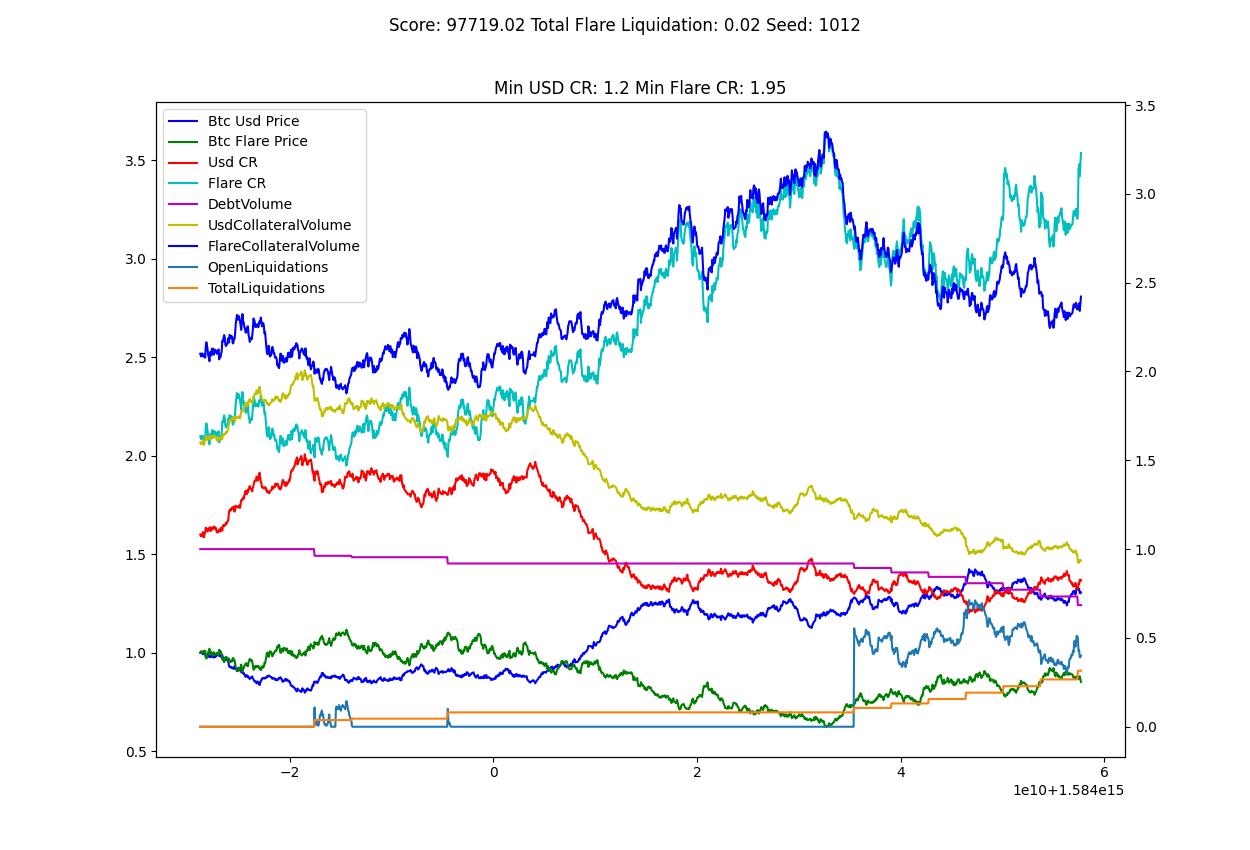 Score: 97719.02 Total Flare Liquidation: 0.02 Seed: 1012
Min USD CR: 1.2 Min Flare CR: 1.95
Btc Usd Price
Btc Flare Price
Usd CR
Flare CR
DebtVolume
UsdCollateralVolume
FlareCollateralVolume
OpenLiquidations
TotalLiquidations
3.5
3.0
2.5
2.0
1.5
1.0
0.5
3.5
3.0
2.5
2.0
1.5
1.0
0.5
0.0
−2
0
2
4
6
1e10+1.584e15